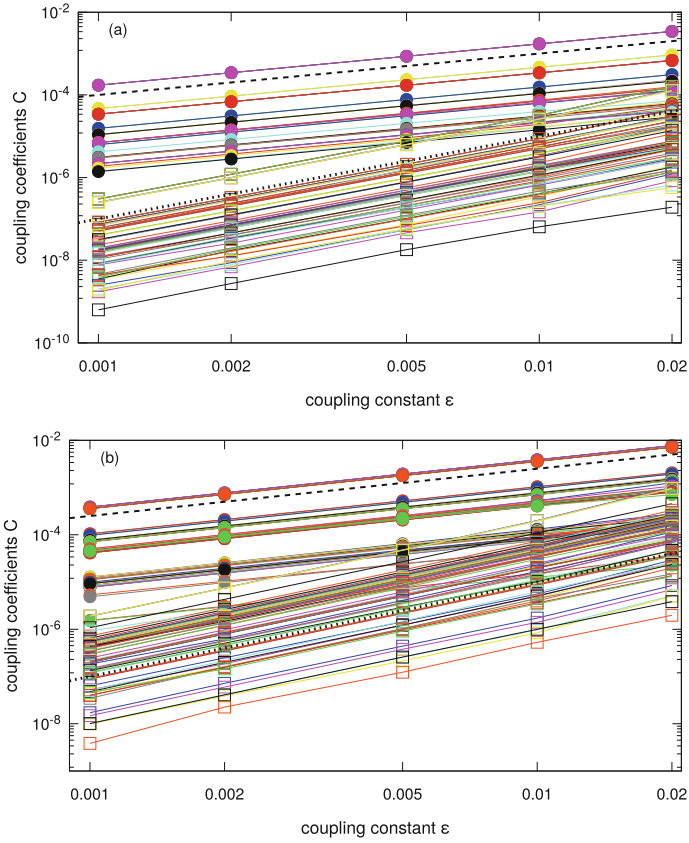 (a)
10⁻²
10⁻⁴
10⁻⁶
10⁻⁸
10⁻¹⁰
coupling coefficients C
0.001 0.002 0.005 0.01 0.02
coupling constant ε
(b)
10⁻²
10⁻⁴
10⁻⁶
10⁻⁸
coupling coefficients C
0.001 0.002 0.005 0.01 0.02
coupling constant ε